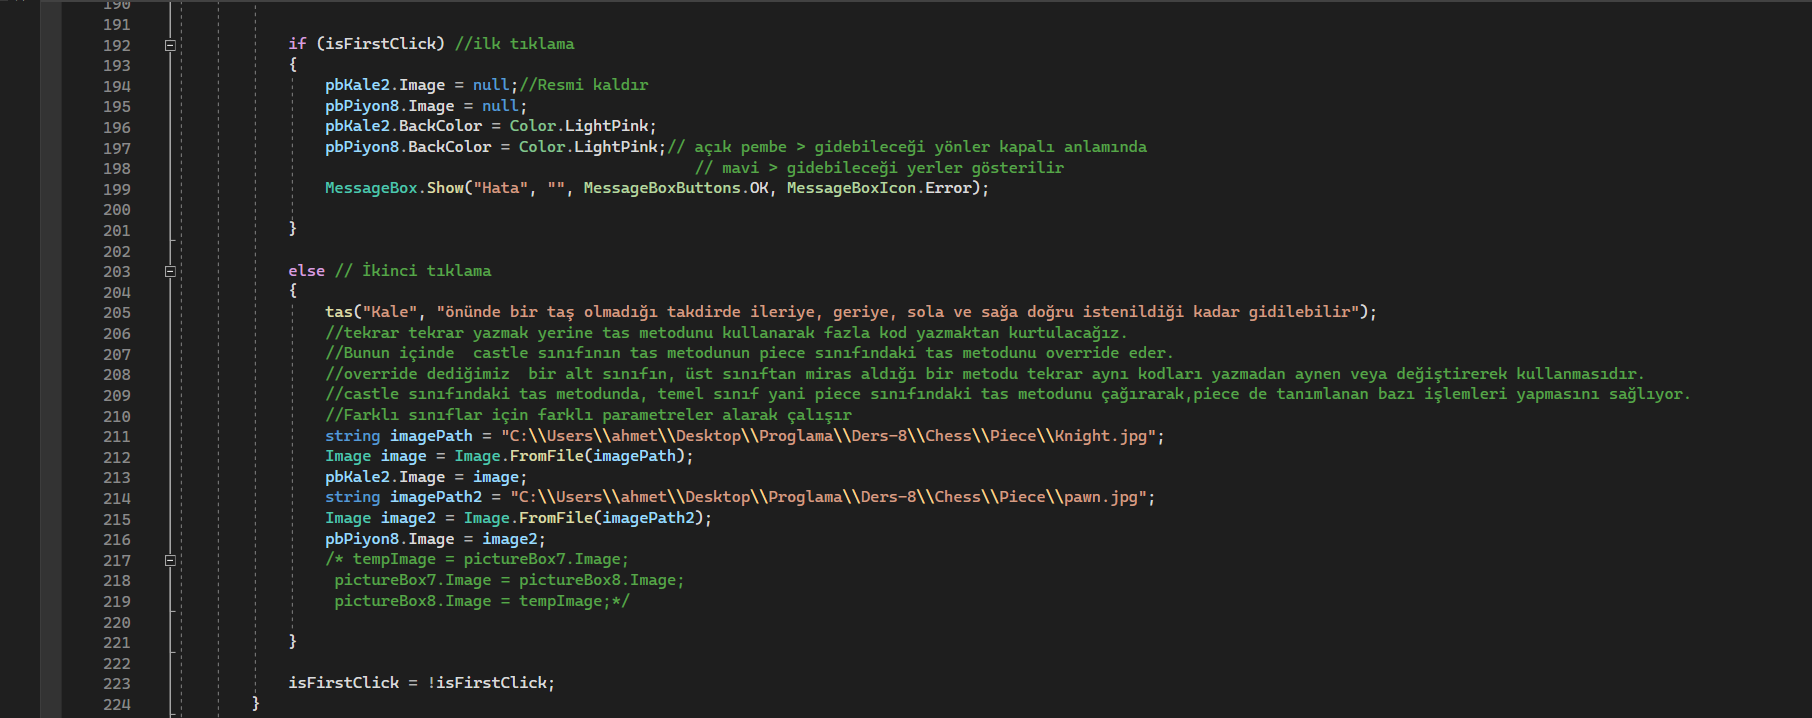 190
191
192 if (isFirstClick) //ilk tıklama
193 {
194 pbKale2.Image = null;//Resmi kaldır
195 pbPiyon8.Image = null;
196 pbKale2.BackColor = Color.LightPink;
197 pbPiyon8.BackColor = Color.LightPink;// açık pembe > gidebileceği yönler kapalı anlamında
198 // mavi > gidebileceği yerler gösterilir
199 MessageBox.Show("Hata", "", MessageBoxButtons.OK, MessageBoxIcon.Error);
200
201 }
202
203 else // İkinci tıklama
204 {
205 tas("Kale", "önünde bir taş olmadığı takdirde ileriye, geriye, sola ve sağa doğru istenildiği kadar gidilebilir");
206 //tekrar tekrar yazmak yerine tas metodunu kullanarak fazla kod yazmaktan kurtulacağız.
207 //Bunun içinde  castle sınıfının tas metodunun piece sınıfındaki tas metodunu override eder.
208 //override dediğimiz  bir alt sınıfın, üst sınıftan miras aldığı bir metodu tekrar aynı kodları yazmadan aynen veya değiştirerek kullanmasıdır.
209 //castle sınıfındaki tas metodunda, temel sınıf yani piece sınıfındaki tas metodunu çağırarak,piece de tanımlanan bazı işlemleri yapmasını sağlıyor.
210 //Farklı sınıflar için farklı parametreler alarak çalışır
211 string imagePath = "C:\\Users\\ahmet\\Desktop\\Proglama\\Ders-8\\Chess\\Piece\\Knight.jpg";
212 Image image = Image.FromFile(imagePath);
213 pbKale2.Image = image;
214 string imagePath2 = "C:\\Users\\ahmet\\Desktop\\Proglama\\Ders-8\\Chess\\Piece\\pawn.jpg";
215 Image image2 = Image.FromFile(imagePath2);
216 pbPiyon8.Image = image2;
217 /* tempImage = pictureBox7.Image;
218 pictureBox7.Image = pictureBox8.Image;
219 pictureBox8.Image = tempImage;*/
220
221 }
222
223 isFirstClick = !isFirstClick;
224 }